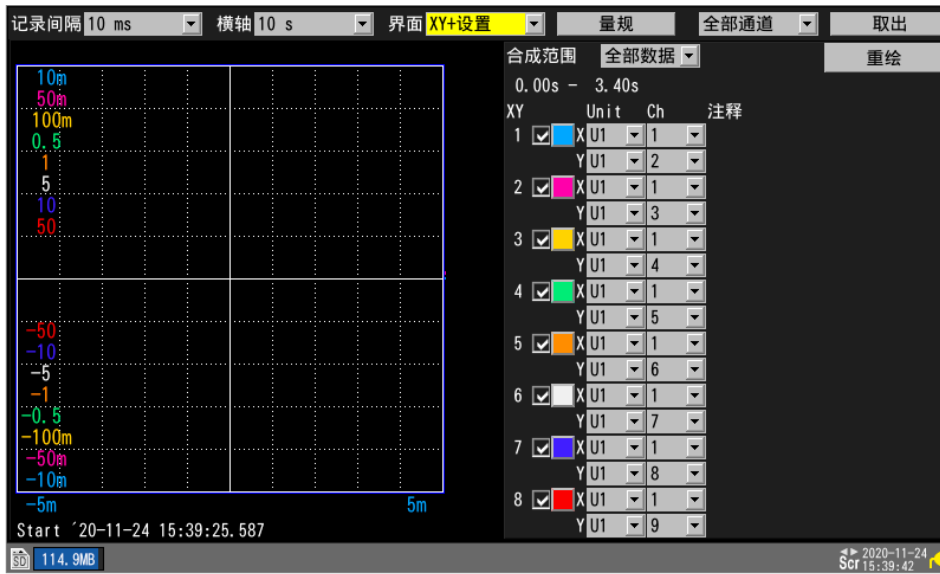 记录间隔 10 ms 横轴 10 s 界面 XY+设置 量规 全部通道 取出
合成范围 全部数据 重绘
0.00s - 3.40s
XY Unit Ch 注释
1 X U1 1
Y U1 2
2 X U1 1
Y U1 3
3 X U1 1
Y U1 4
4 X U1 1
Y U1 5
5 X U1 1
Y U1 6
6 X U1 1
Y U1 7
7 X U1 1
Y U1 8
8 X U1 1
Y U1 9
10m
50m
100m
0.5
1
5
10
50
-50
-10
-5
-1
-0.5
-100m
-50m
-10m
-5m 5m
Start ´20-11-24 15:39:25.587
SD 114.9MB
2020-11-24
Scr 15:39:42